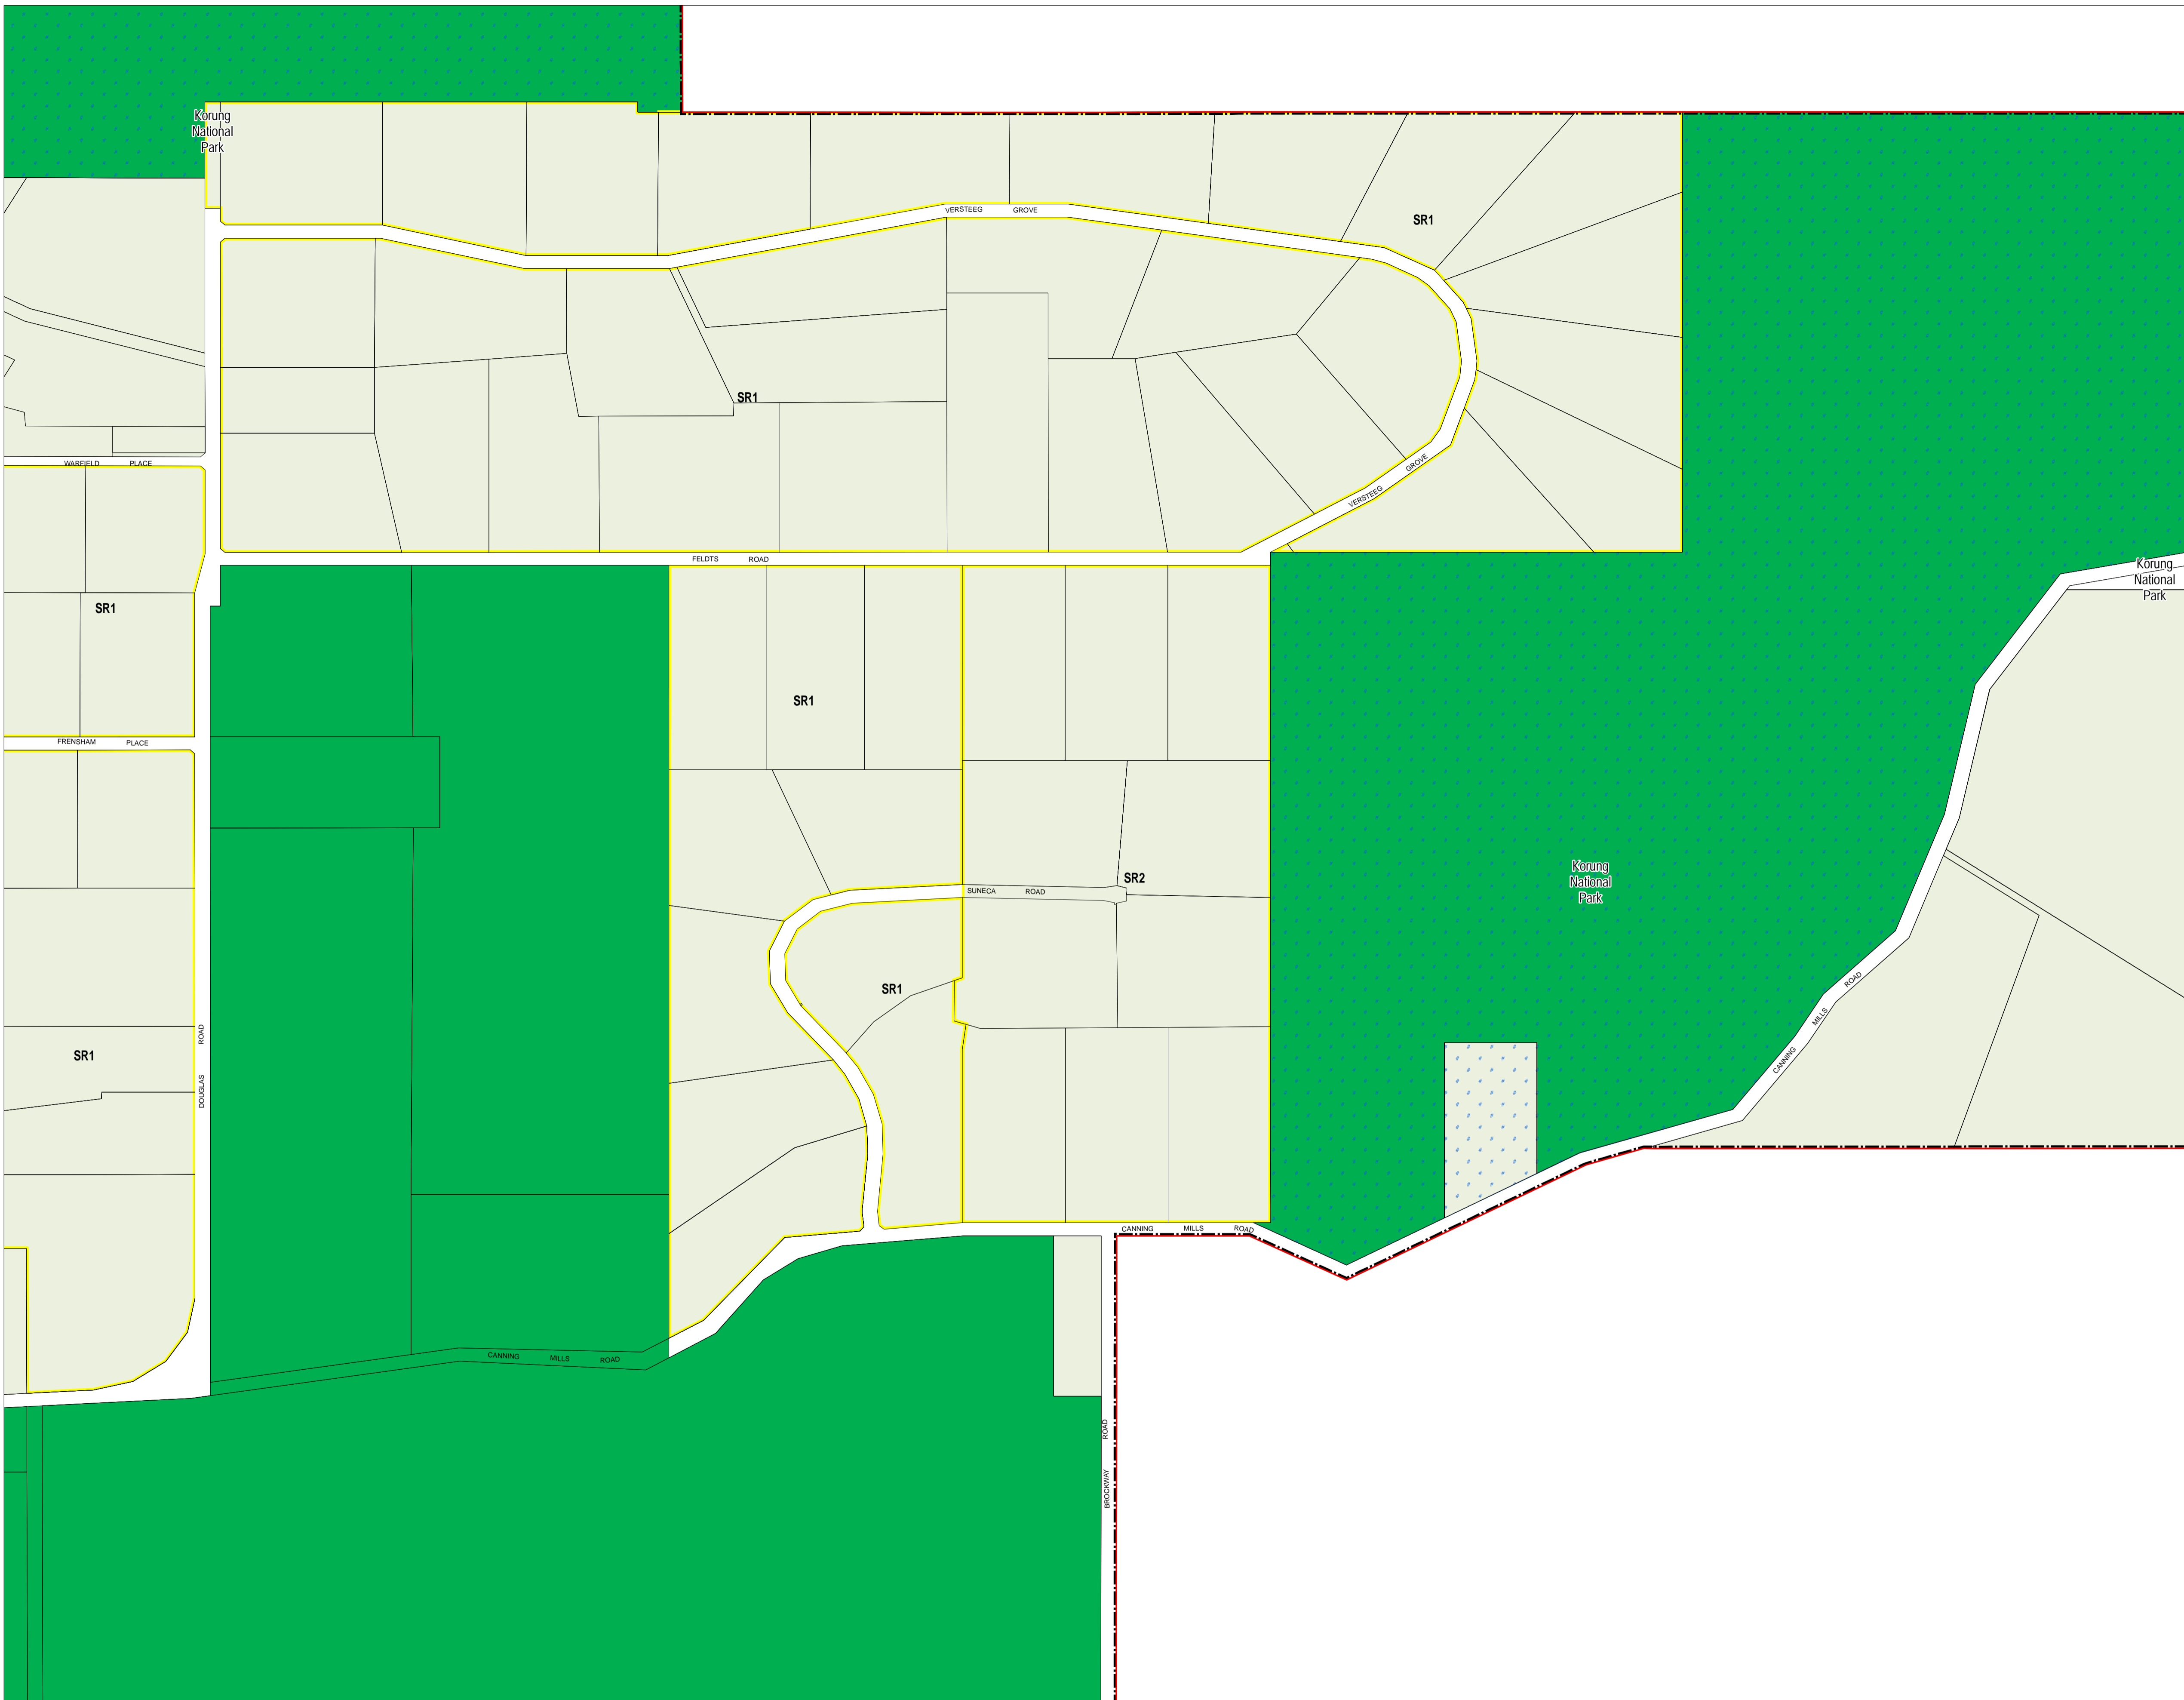 Korung
National
Park
VERSTEEG GROVE
SR1
SR1
WARFIELD PLACE
VERSTEEG GROVE
FELDTS ROAD
Korung
National
Park
SR1
SR1
FRENSHAM PLACE
SR2
SUNECA ROAD
Korung
National
Park
SR1
CANNING MILLS ROAD
SR1
DOUGLAS ROAD
CANNING MILLS ROAD
CANNING MILLS ROAD
BROCKWAY ROAD